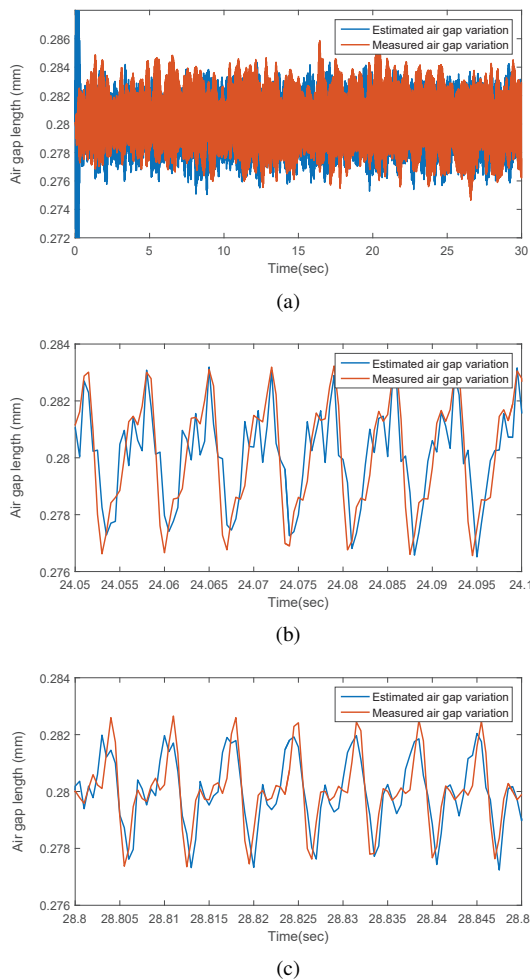 0.286
0.284
0.282
0.28
0.278
0.276
0.274
0.272
Air gap length (mm)
Estimated air gap variation
Measured air gap variation
0 5 10 15 20 25 30
Time(sec)
(a)
0.284
0.282
0.28
0.278
0.276
Air gap length (mm)
Estimated air gap variation
Measured air gap variation
24.05 24.055 24.06 24.065 24.07 24.075 24.08 24.085 24.09 24.095 24.1
Time(sec)
(b)
0.284
0.282
0.28
0.278
0.276
Air gap length (mm)
Estimated air gap variation
Measured air gap variation
28.8 28.805 28.81 28.815 28.82 28.825 28.83 28.835 28.84 28.845 28.8
Time(sec)
(c)